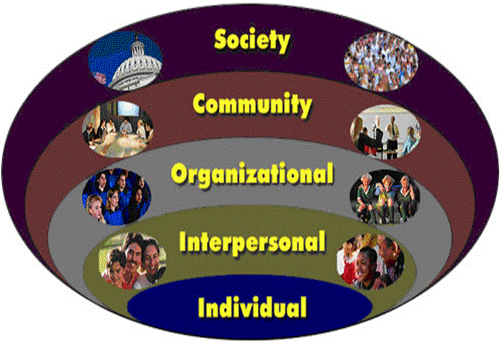 Society
Community
Organizational
Interpersonal
Individual